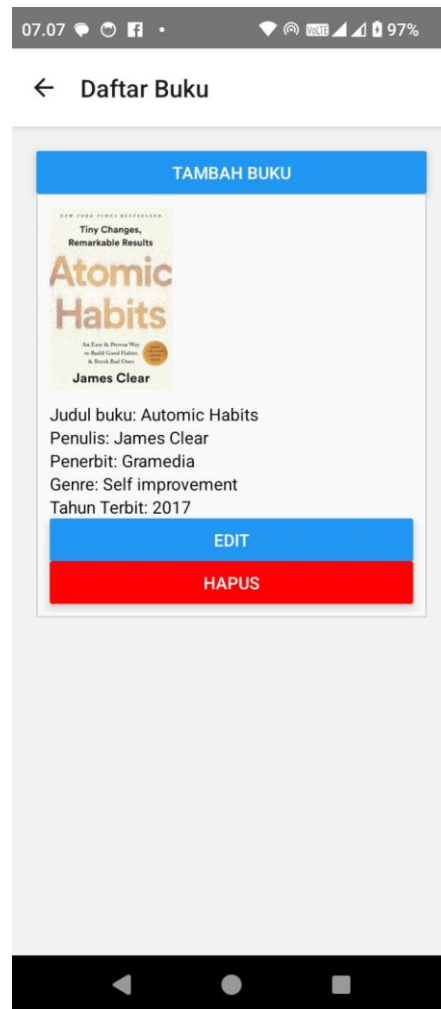 07.07 VoLTE 97%
Daftar Buku
TAMBAH BUKU
NEW YORK TIMES BESTSELLER
Tiny Changes,
Remarkable Results
Atomic
Habits
An Easy & Proven Way
to Build Good Habits
& Break Bad Ones
James Clear
Judul buku: Automic Habits
Penulis: James Clear
Penerbit: Gramedia
Genre: Self improvement
Tahun Terbit: 2017
EDIT
HAPUS